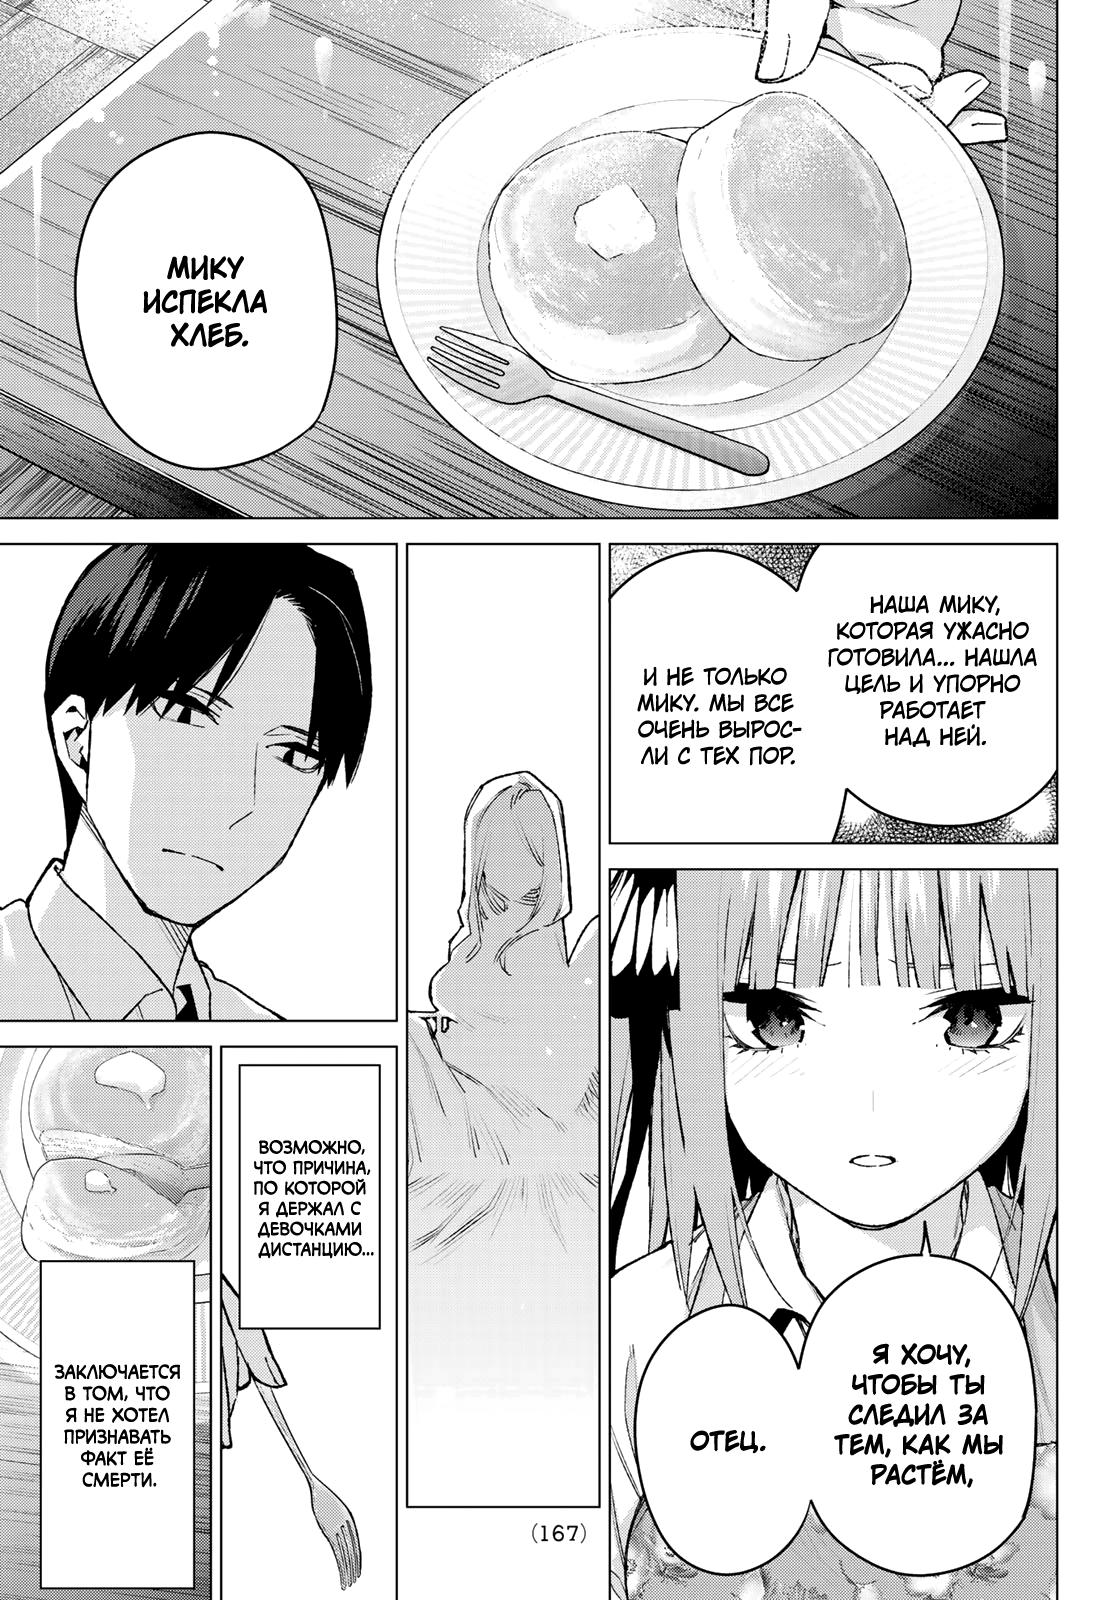 МИКУ
ИСПЕКЛА
ХЛЕБ.
НАША МИКУ,
КОТОРАЯ УЖАСНО
ГОТОВИЛА... НАШЛА
ЦЕЛЬ И УПОРНО
РАБОТАЕТ
НАД НЕЙ.
И НЕ ТОЛЬКО
МИКУ. МЫ ВСЕ
ОЧЕНЬ ВЫРОС-
ЛИ С ТЕХ ПОР.
Я ХОЧУ,
ЧТОБЫ ТЫ
СЛЕДИЛ ЗА
ТЕМ, КАК МЫ
РАСТЁМ,
ОТЕЦ.
ВОЗМОЖНО,
ЧТО ПРИЧИНА,
ПО КОТОРОЙ
Я ДЕРЖАЛ С
ДЕВОЧКАМИ
ДИСТАНЦИЮ...
ЗАКЛЮЧАЕТСЯ
В ТОМ, ЧТО
Я НЕ ХОТЕЛ
ПРИЗНАВАТЬ
ФАКТ ЕЁ
СМЕРТИ.
(167)